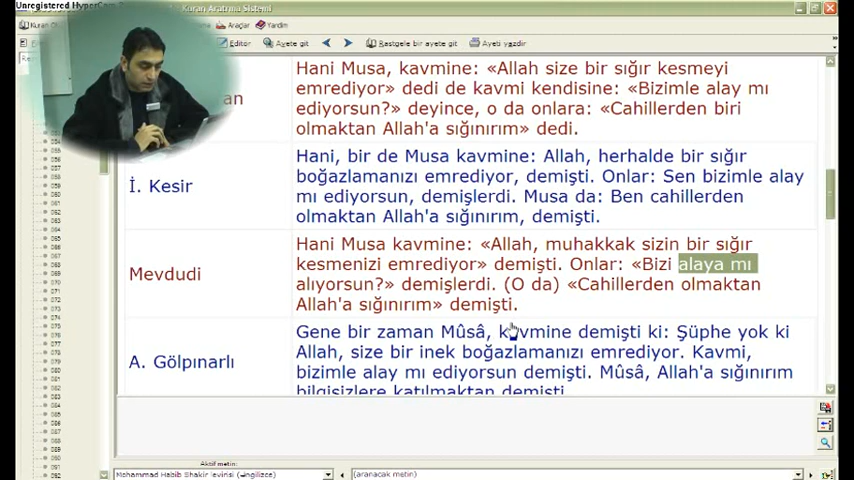 Unregistered HyperCam
Kuran Araştırma Sistemi
Kuran
Araçlar
Yardım
Editor
Ayete git
Rastgele bir ayete git
Ayeti yazdır
Hani Musa, kavmine: «Allah size bir sığır kesmeyi
emrediyor» dedi de kavmi kendisine: «Bizimle alay mı
ediyorsun?» deyince, o da onlara: «Cahillerden biri
olmaktan Allah'a sığınırım» dedi.
İ. Kesir
Hani, bir de Musa kavmine: Allah, herhalde bir sığır
boğazlamanızı emrediyor, demişti. Onlar: Sen bizimle alay
mı ediyorsun, demişlerdi. Musa da: Ben cahillerden
olmaktan Allah'a sığınırım, demişti.
Mevdudi
Hani Musa kavmine: «Allah, muhakkak sizin bir sığır
kesmenizi emrediyor» demişti. Onlar: «Bizi alaya mı
alıyorsun?» demişlerdi. (O da) «Cahillerden olmaktan
Allah'a sığınırım» demişti.
A. Gölpınarlı
Gene bir zaman Mûsâ, kavmine demişti ki: Şüphe yok ki
Allah, size bir inek boğazlamanızı emrediyor. Kavmi,
bizimle alay mı ediyorsun demişti. Mûsâ, Allah'a sığınırım
bilgisizlere katılmaktan demişti.
Aktif metin:
Mohammad Habib Shakir
(aranacak metin)